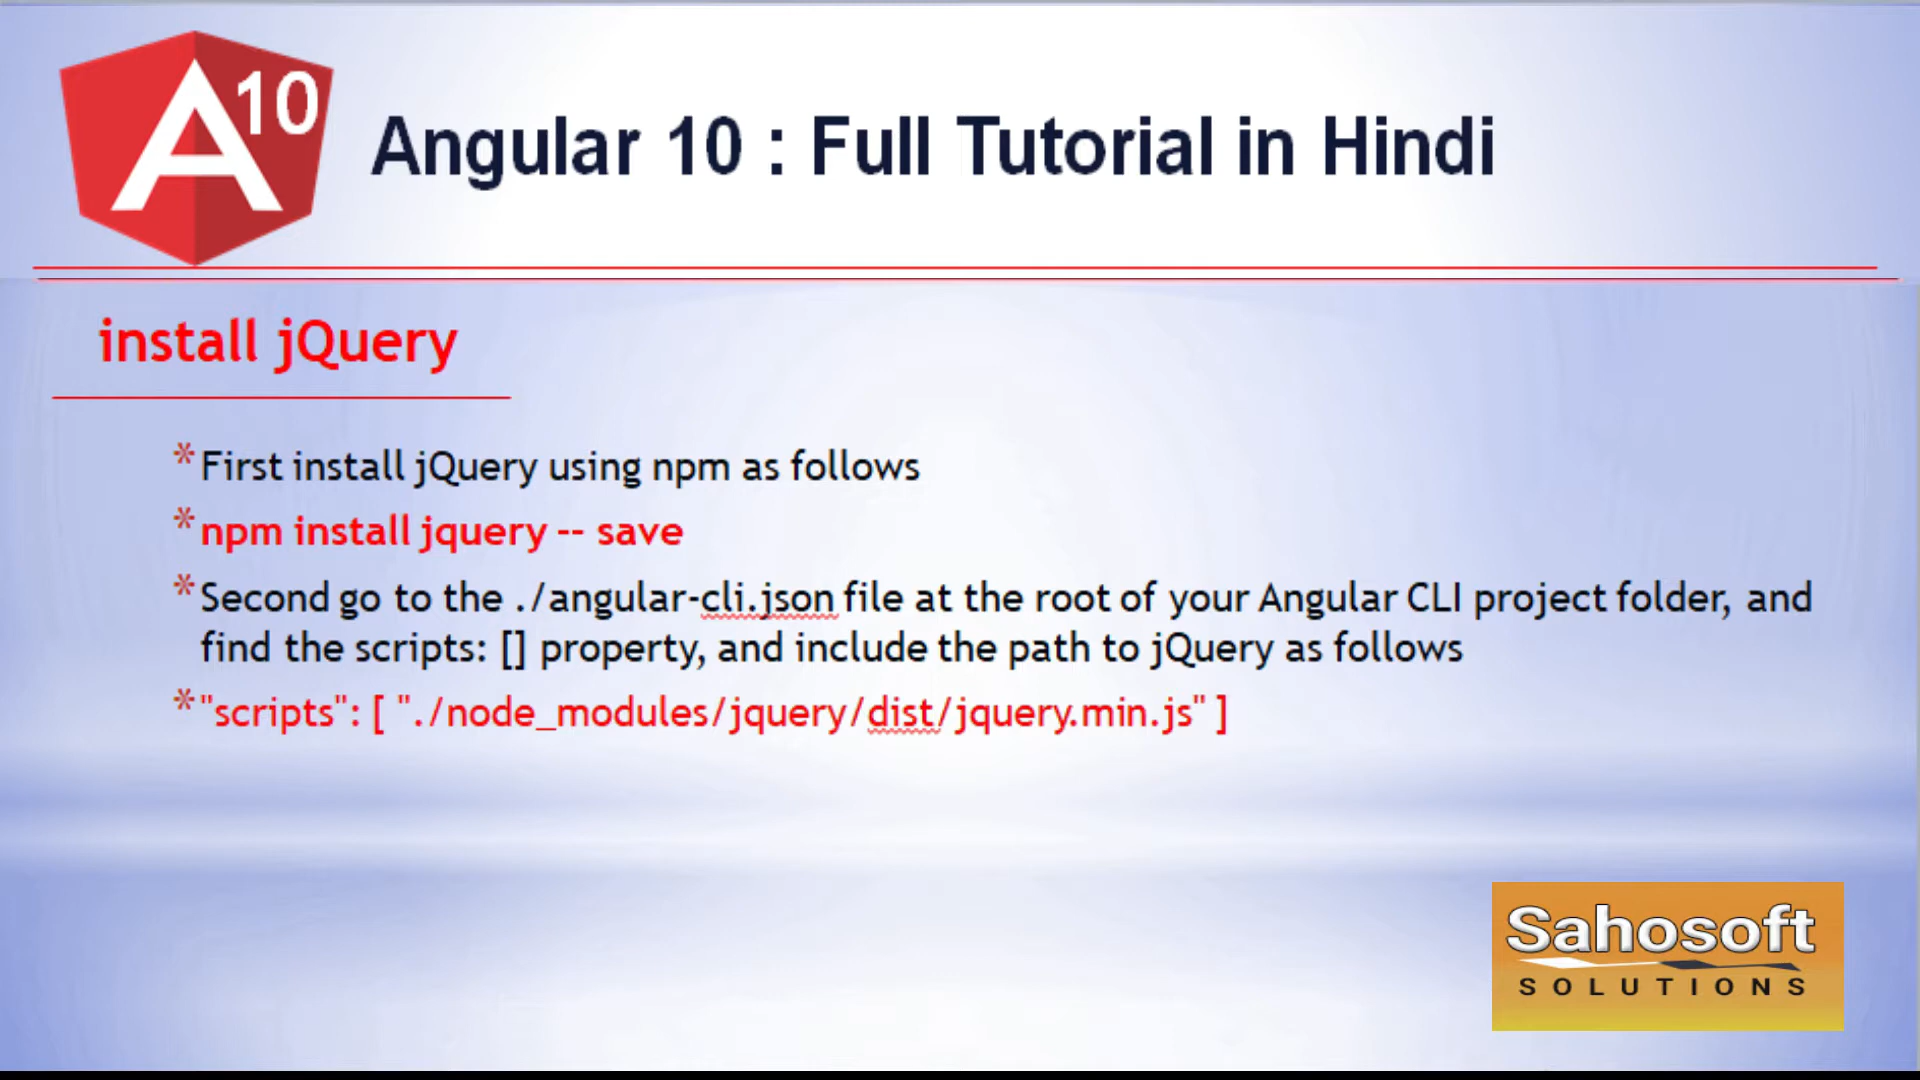 A10
Angular 10 : Full Tutorial in Hindi
install jQuery
*First install jQuery using npm as follows
*npm install jquery -- save
*Second go to the ./angular-cli.json file at the root of your Angular CLI project folder, and
find the scripts: [] property, and include the path to jQuery as follows
*"scripts": [ "./node_modules/jquery/dist/jquery.min.js" ]
Sahosoft
SOLUTIONS